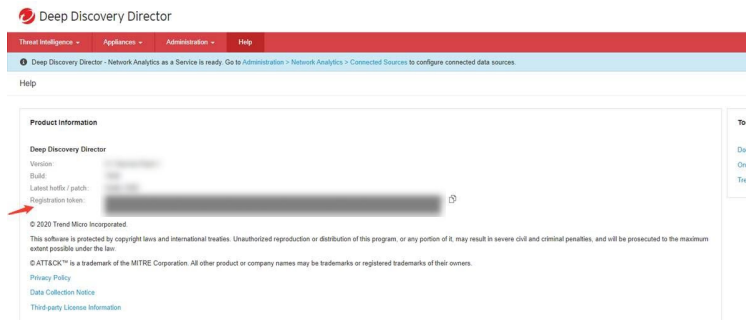 Deep Discovery Director
Threat Intelligence Appliances Administration Help
Deep Discovery Director - Network Analytics as a Service is ready. Go to Administration > Network Analytics > Connected Sources to configure connected data sources.
Help
Product Information
To
Deep Discovery Director
Version:
Build:
Latest hotfix / patch:
Registration token:
© 2020 Trend Micro Incorporated.
This software is protected by copyright laws and international treaties. Unauthorized reproduction or distribution of this program, or any portion of it, may result in severe civil and criminal penalties, and will be prosecuted to the maximum
extent possible under the law.
© ATT&CK™ is a trademark of the MITRE Corporation. All other product or company names may be trademarks or registered trademarks of their owners.
Privacy Policy
Data Collection Notice
Third-party License Information